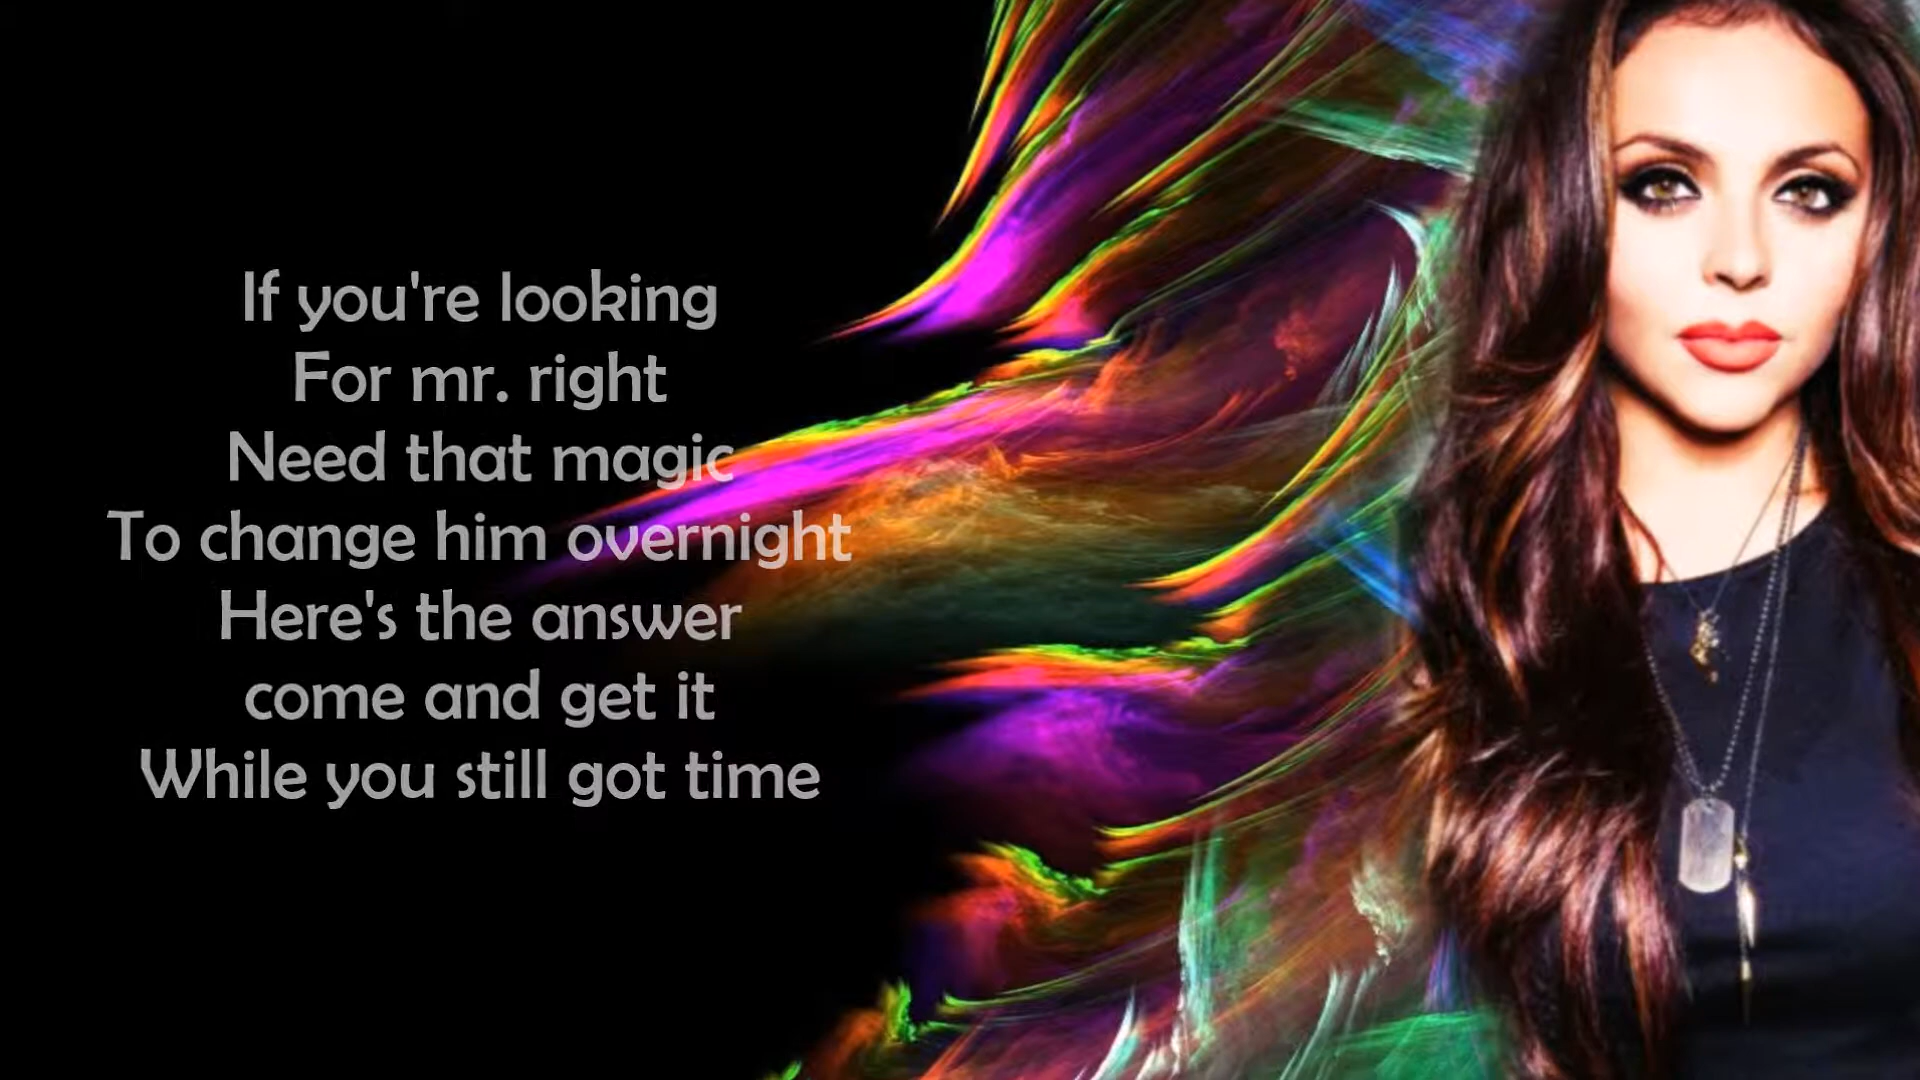 If you're looking
For mr. right
Need that magic
To change him overnight
Here's the answer
come and get it
While you still got time